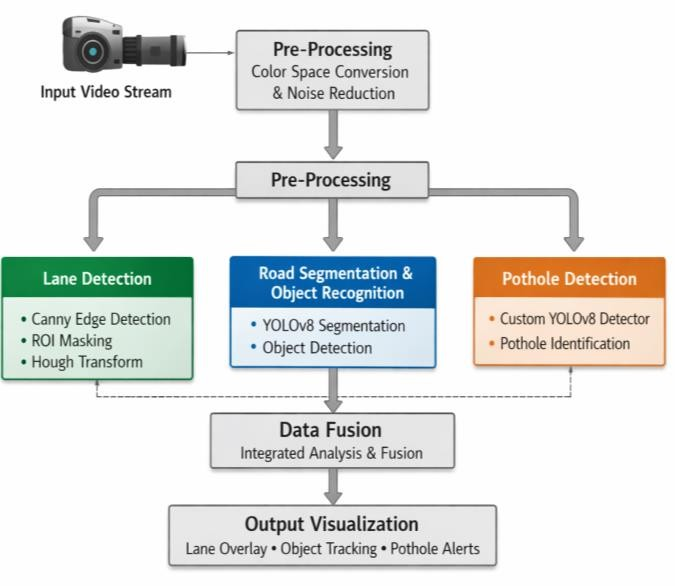 Input Video Stream
Pre-Processing
Color Space Conversion
& Noise Reduction
Pre-Processing
Lane Detection
• Canny Edge Detection
• ROI Masking
• Hough Transform
Road Segmentation &
Object Recognition
• YOLOv8 Segmentation
• Object Detection
Pothole Detection
• Custom YOLOv8 Detector
• Pothole Identification
Data Fusion
Integrated Analysis & Fusion
Output Visualization
Lane Overlay • Object Tracking • Pothole Alerts